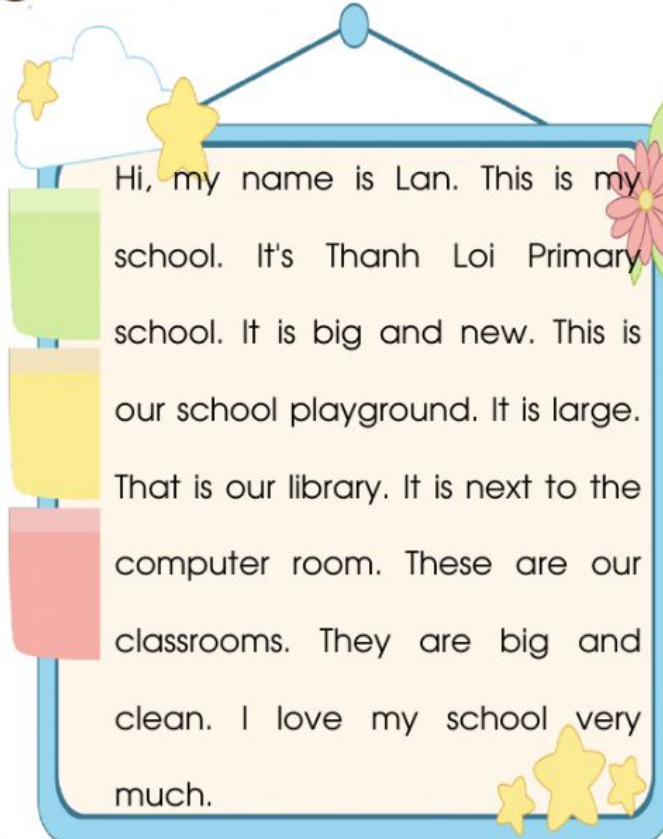 Hi, my name is Lan. This is my
school. It's Thanh Loi Primary
school. It is big and new. This is
our school playground. It is large.
That is our library. It is next to the
computer room. These are our
classrooms. They are big and
clean. I love my school very
much.